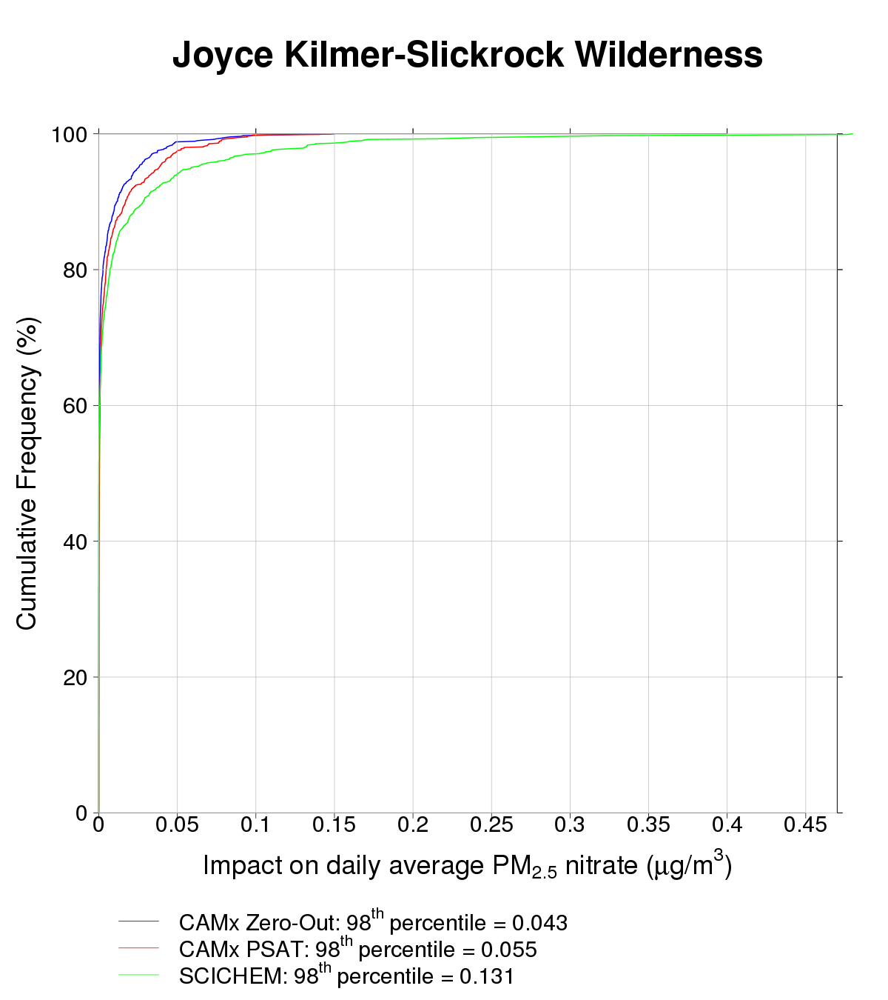 Joyce Kilmer-Slickrock Wilderness
100
80
60
40
20
0
Cumulative Frequency (%)
0 0.05 0.1 0.15 0.2 0.25 0.3 0.35 0.4 0.45
Impact on daily average PM2.5 nitrate (μg/m3)
CAMx Zero-Out: 98th percentile = 0.043
CAMx PSAT: 98th percentile = 0.055
SCICHEM: 98th percentile = 0.131